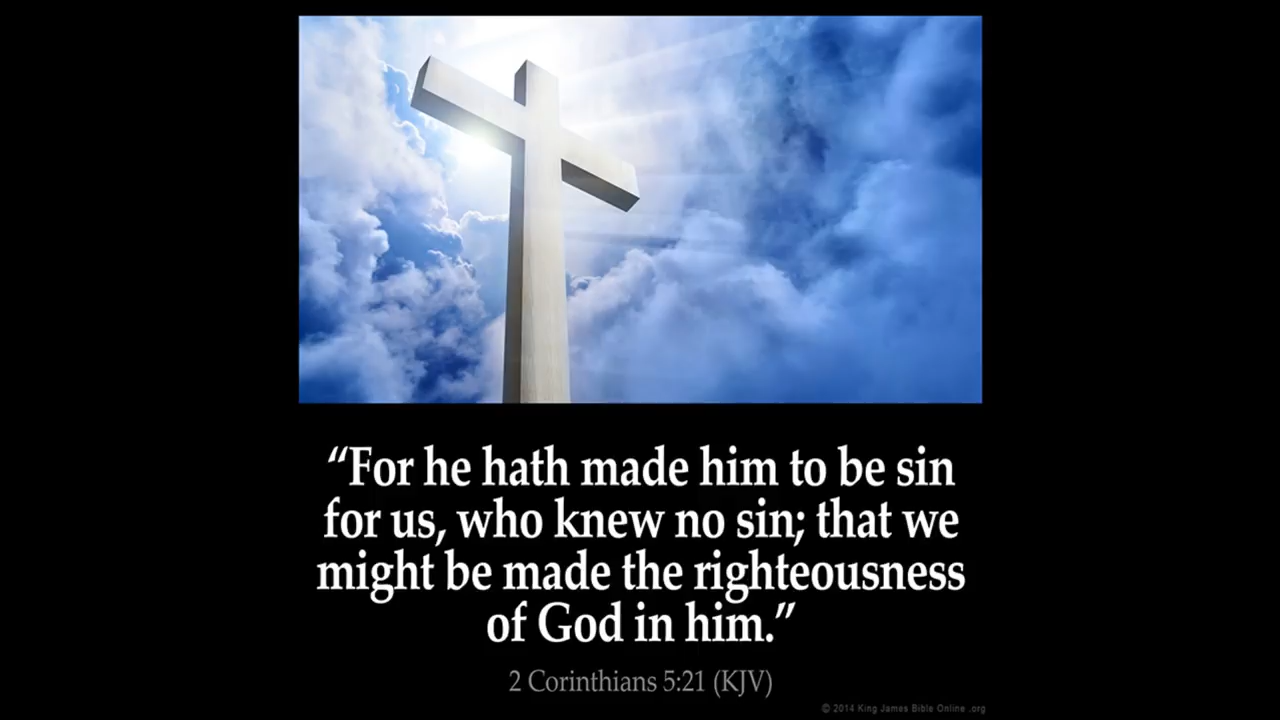 “For he hath made him to be sin
for us, who knew no sin; that we
might be made the righteousness
of God in him.”
2 Corinthians 5:21 (KJV)
© 2014 King James Bible Online .org